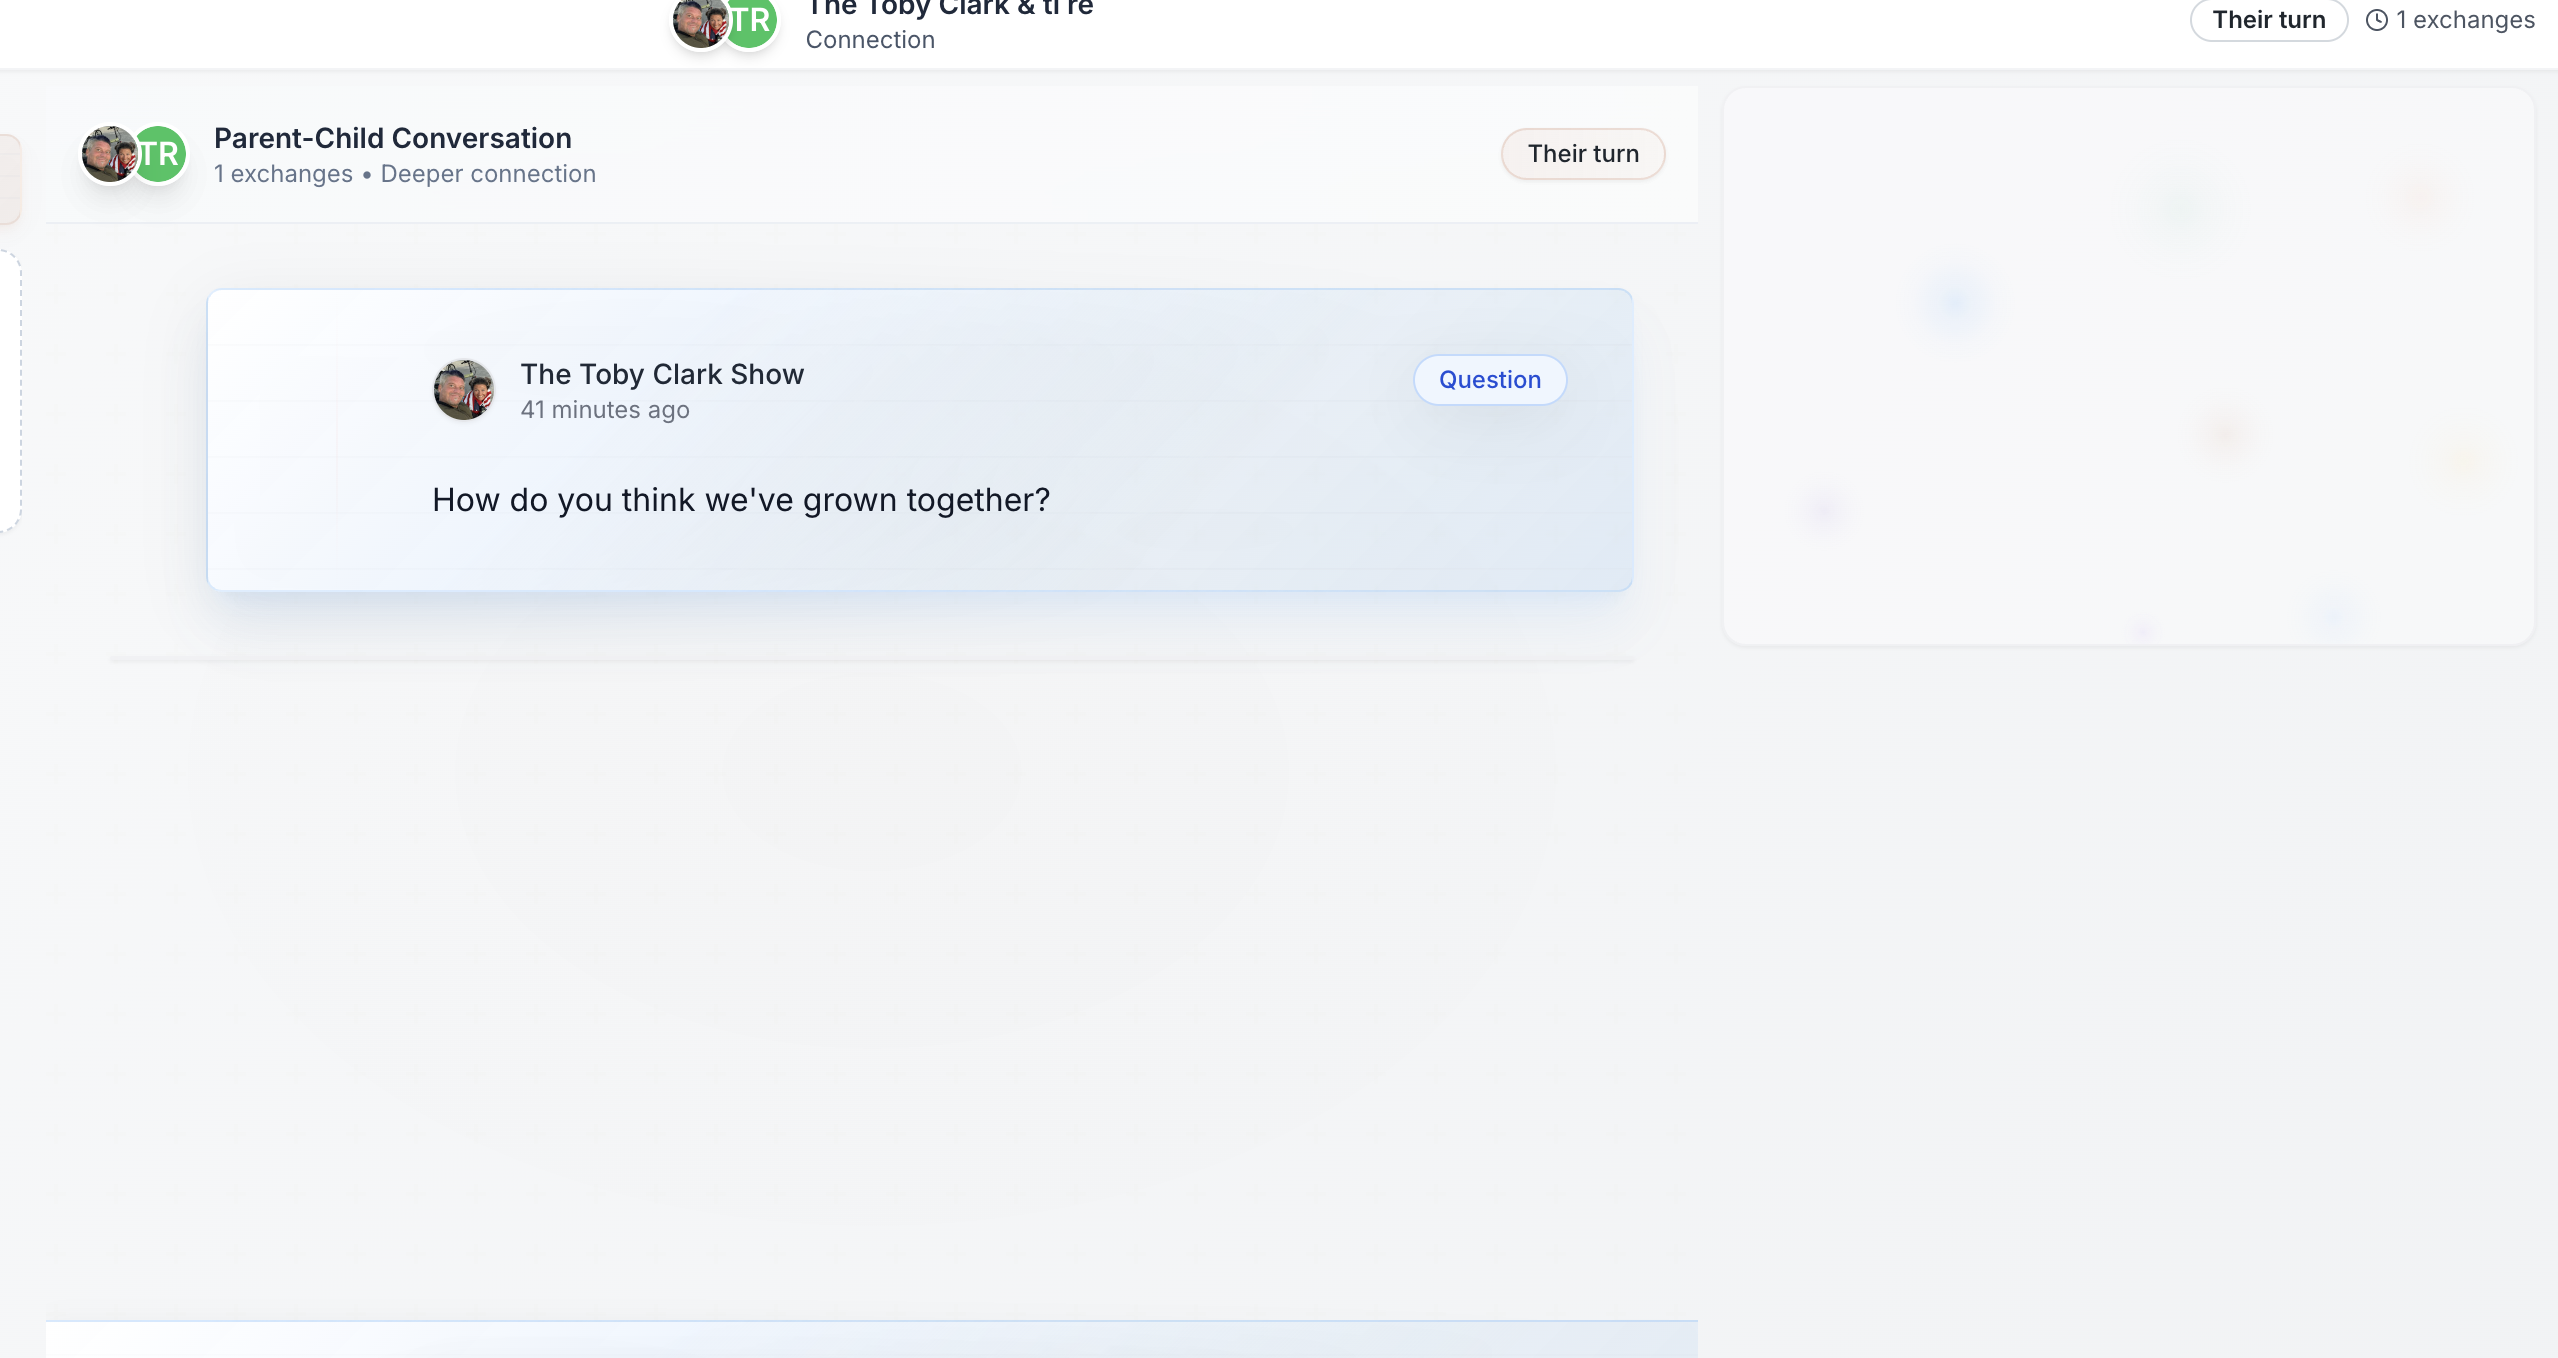 TR
The Toby Clark & ti re
Connection
Their turn
1 exchanges
TR
Parent-Child Conversation
1 exchanges • Deeper connection
Their turn
The Toby Clark Show
41 minutes ago
Question
How do you think we've grown together?